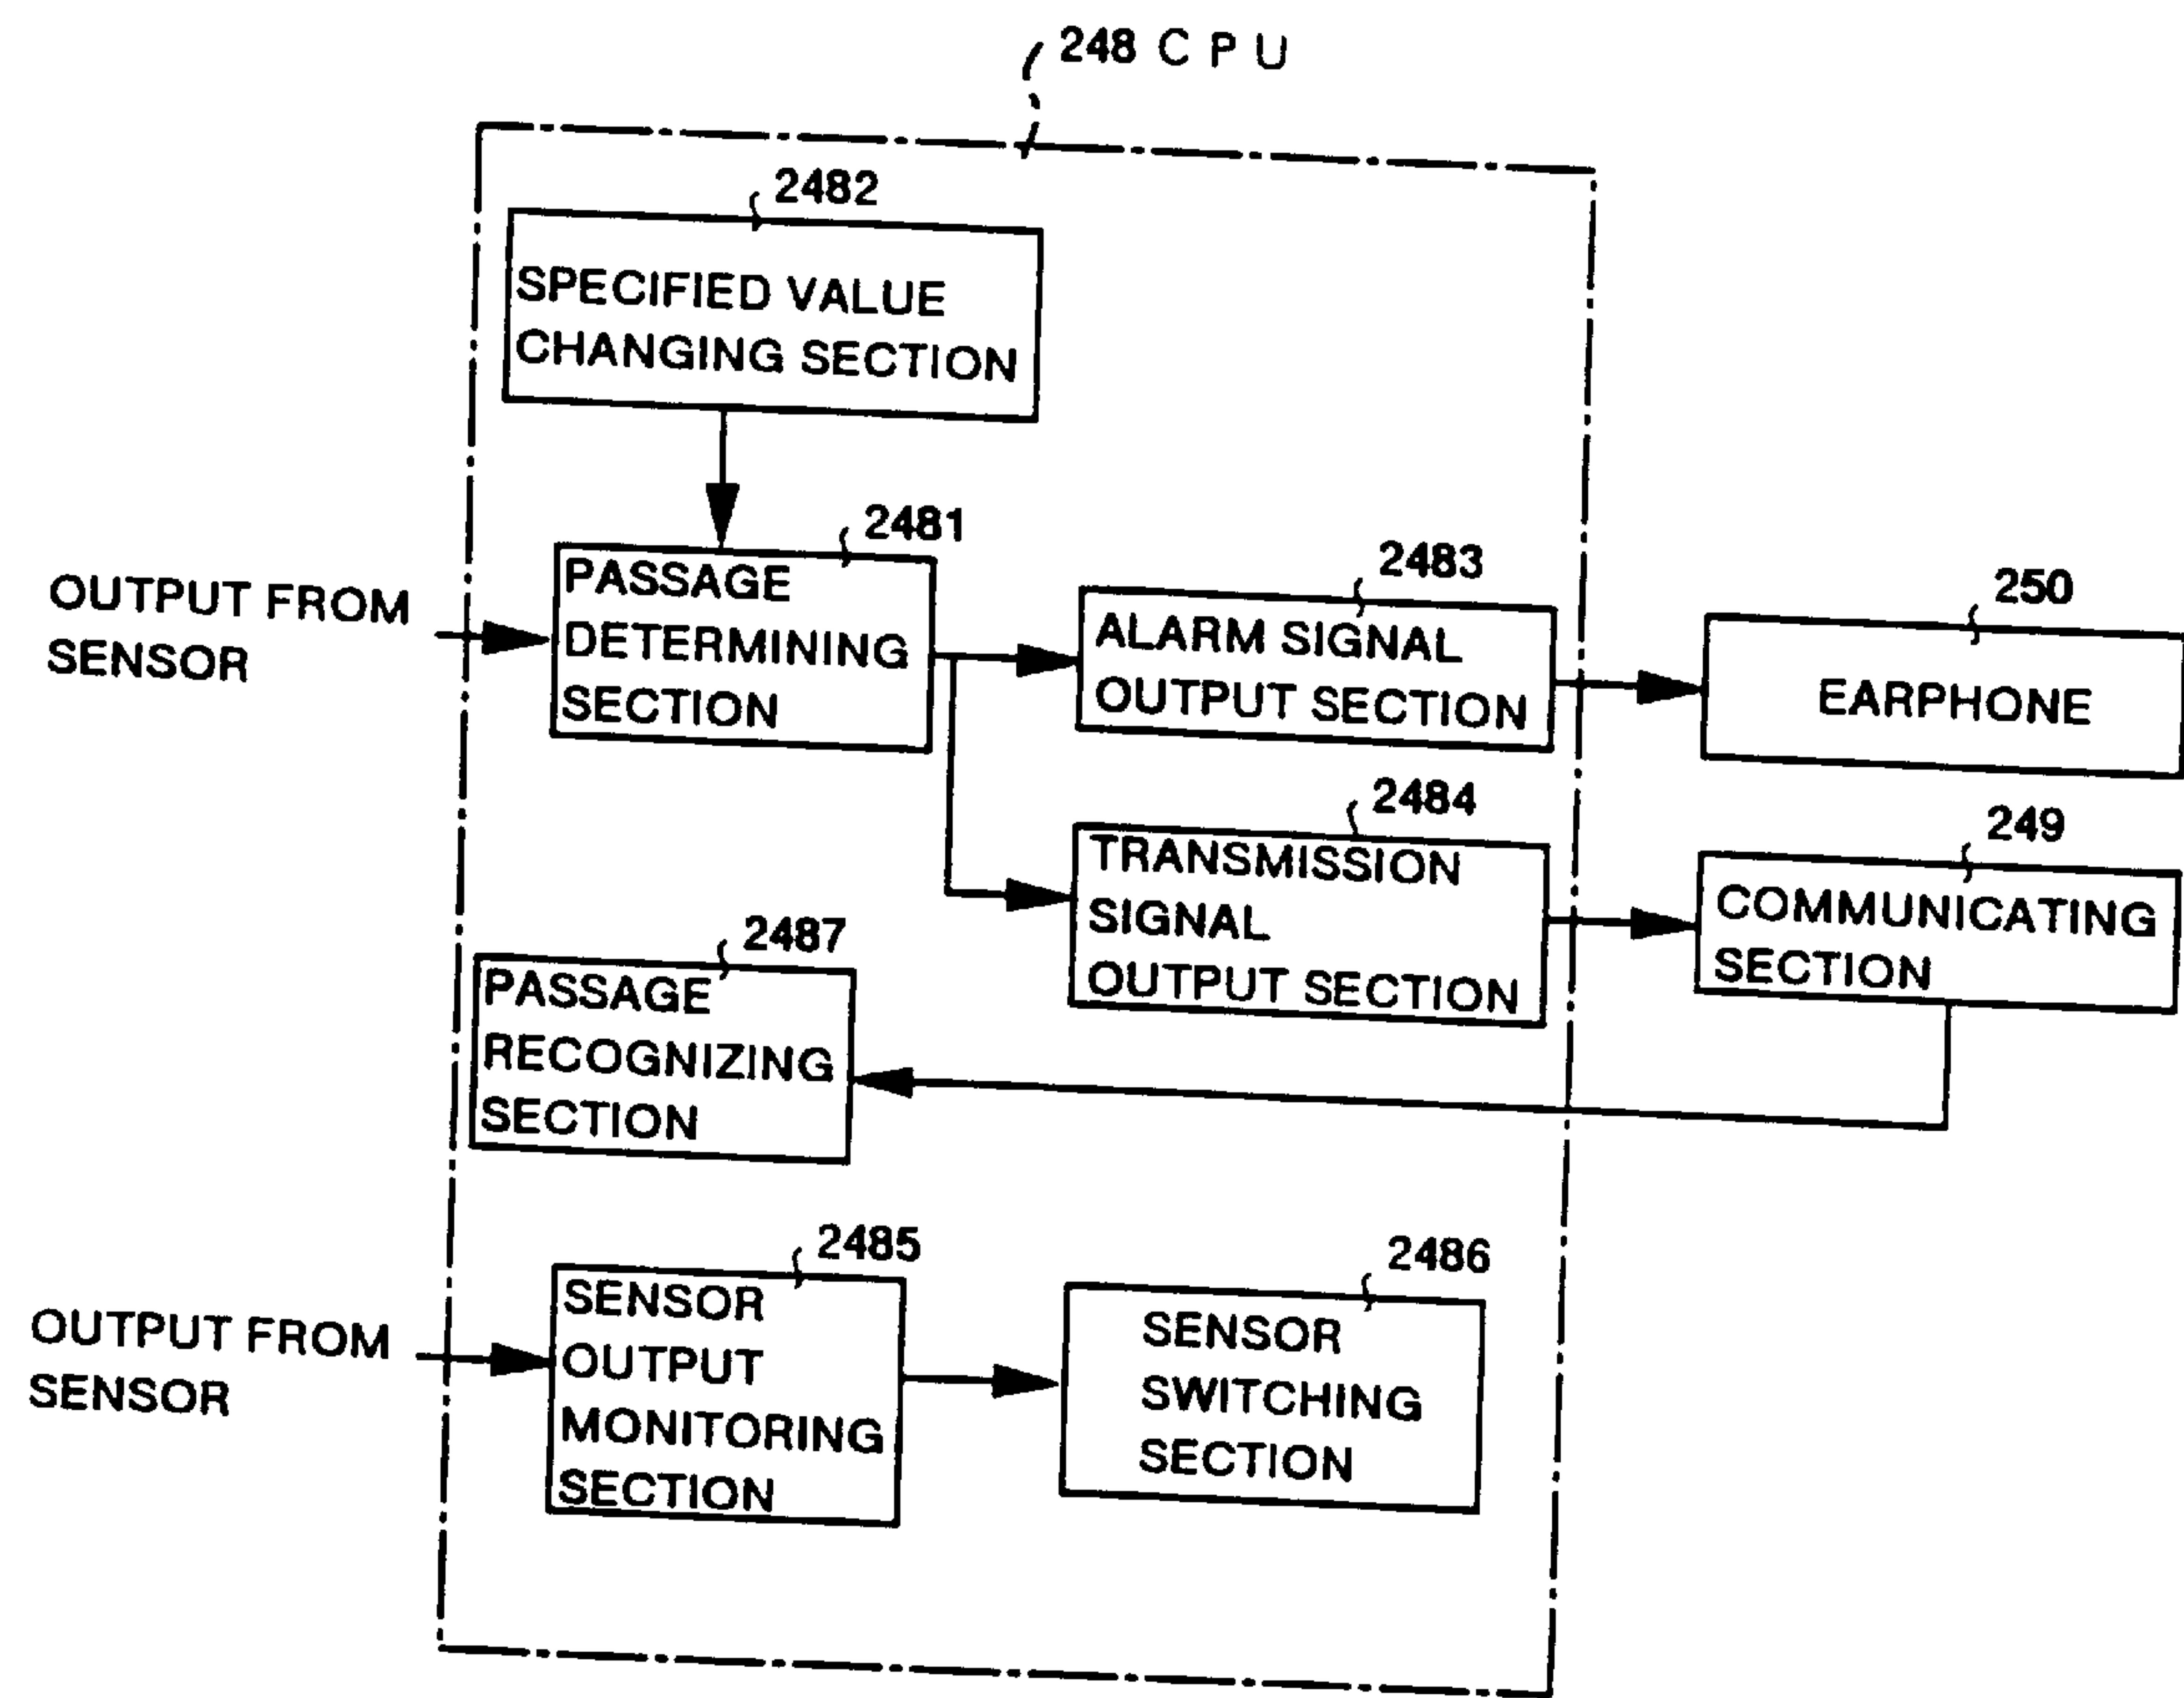 248 C P U
2482
SPECIFIED VALUE
CHANGING SECTION
2481
OUTPUT FROM
SENSOR
PASSAGE
DETERMINING
SECTION
2483
ALARM SIGNAL
OUTPUT SECTION
250
EARPHONE
2484
TRANSMISSION
SIGNAL
OUTPUT SECTION
249
COMMUNICATING
SECTION
2487
PASSAGE
RECOGNIZING
SECTION
OUTPUT FROM
SENSOR
2485
SENSOR
OUTPUT
MONITORING
SECTION
2486
SENSOR
SWITCHING
SECTION